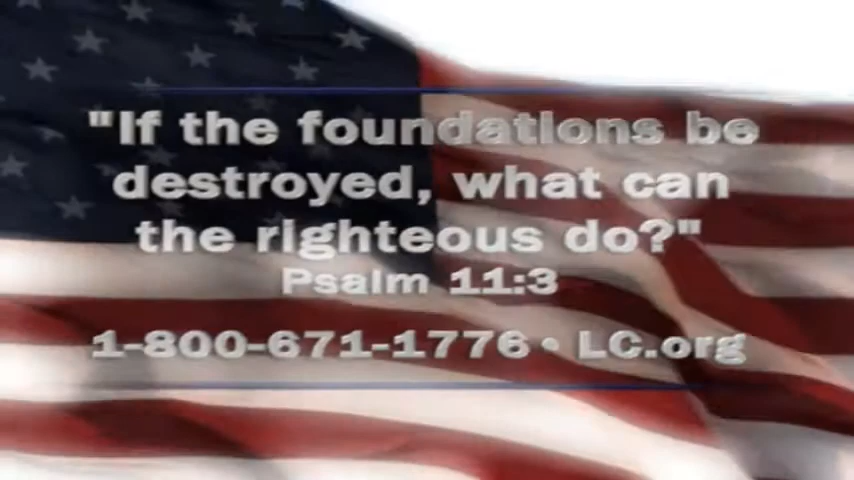 "If the foundations be
destroyed, what can
the righteous do?"
Psalm 11:3
1-800-671-1776 • LC.org